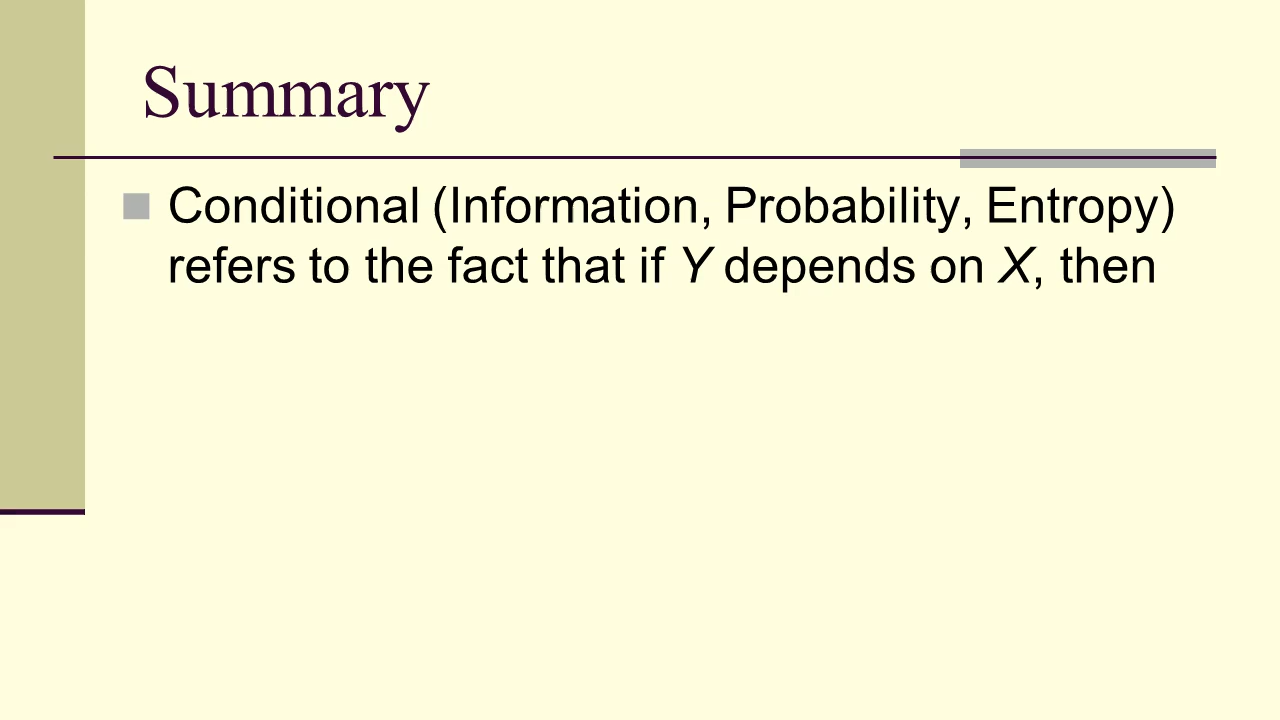 Summary
Conditional (Information, Probability, Entropy)
refers to the fact that if Y depends on X, then